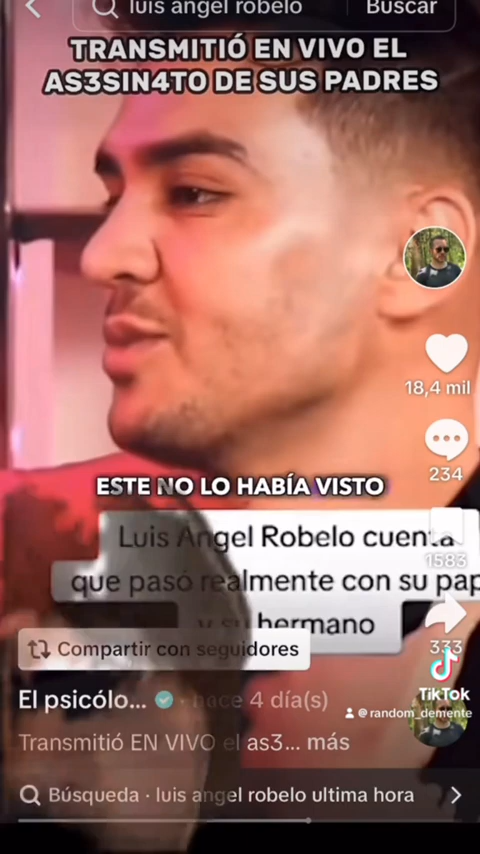 luis angel robelo
Buscar
TRANSMITIÓ EN VIVO EL
AS3SIN4TO DE SUS PADRES
18,4 mil
234
ESTE NO LO HABÍA VISTO
Luis Angel Robelo cuenta
1583
que pasó realmente con su pap
y su hermano
333
Compartir con seguidores
TikTok
El psicólo... · hace 4 día(s)
@random_demente
Transmitió EN VIVO el as3... más
Búsqueda · luis angel robelo ultima hora